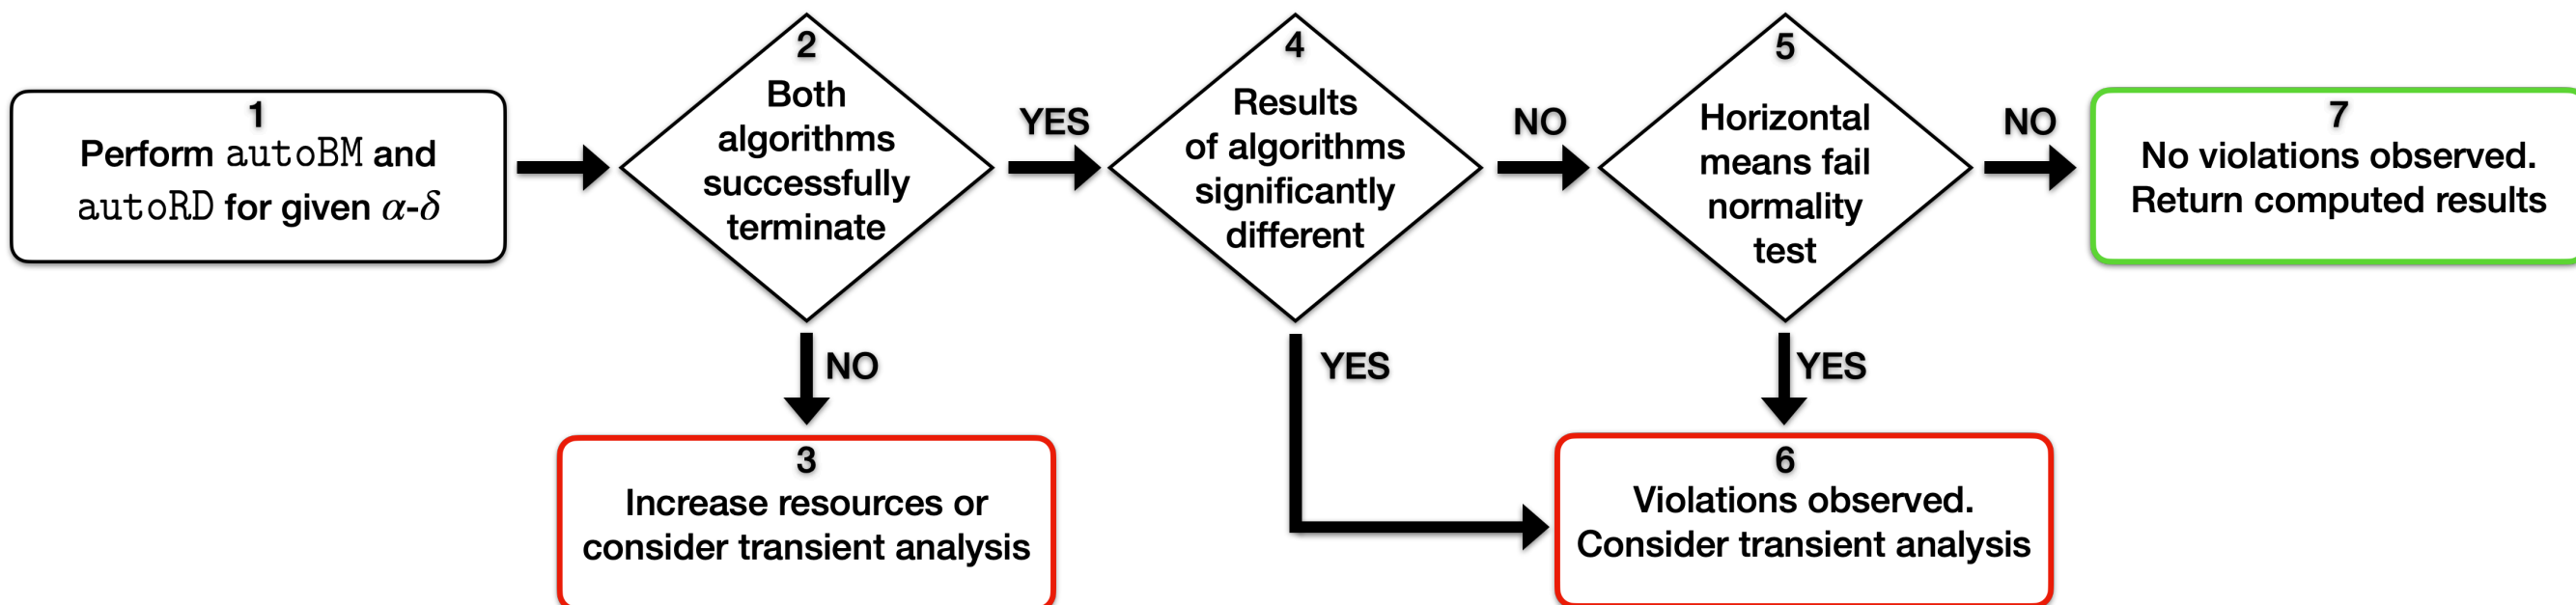 1
Perform autoBM and
autoRD for given α-δ
2
Both
algorithms
successfully
terminate
YES
4
Results
of algorithms
significantly
different
NO
5
Horizontal
means fail
normality
test
NO
7
No violations observed.
Return computed results
NO
YES
YES
3
Increase resources or
consider transient analysis
6
Violations observed.
Consider transient analysis